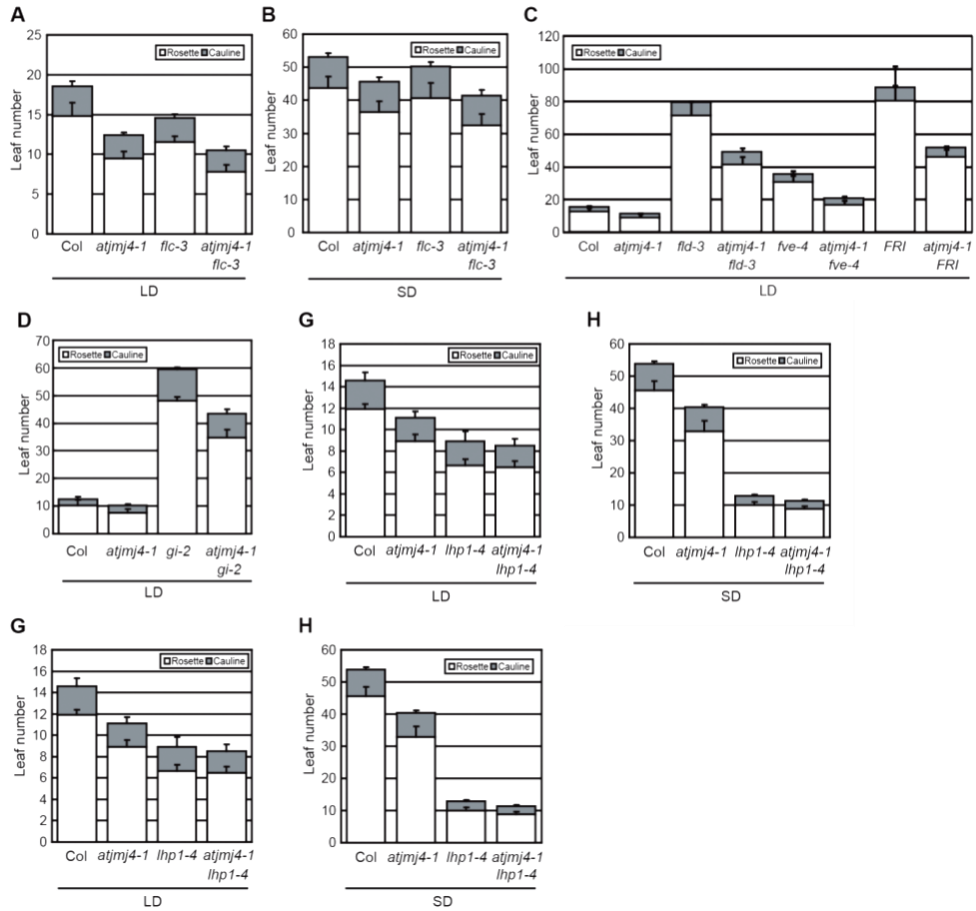 A
Leaf number
25
20
15
10
5
0
Rosette Cauline
Col atjmj4-1 flc-3 atjmj4-1
flc-3
LD
B
Leaf number
60
50
40
30
20
10
0
Rosette Cauline
Col atjmj4-1 flc-3 atjmj4-1
flc-3
SD
C
Leaf number
120
100
80
60
40
20
0
Rosette Cauline
Col atjmj4-1 fld-3 atjmj4-1 fve-4 atjmj4-1 FRI atjmj4-1
fld-3 fve-4 FRI
LD
D
Leaf number
70
60
50
40
30
20
10
0
Rosette Cauline
Col atjmj4-1 gi-2 atjmj4-1
gi-2
LD
G
Leaf number
18
16
14
12
10
8
6
4
2
0
Rosette Cauline
Col atjmj4-1 lhp1-4 atjmj4-1
lhp1-4
LD
H
Leaf number
60
50
40
30
20
10
0
Rosette Cauline
Col atjmj4-1 lhp1-4 atjmj4-1
lhp1-4
SD
G
Leaf number
18
16
14
12
10
8
6
4
2
0
Rosette Cauline
Col atjmj4-1 lhp1-4 atjmj4-1
lhp1-4
LD
H
Leaf number
60
50
40
30
20
10
0
Rosette Cauline
Col atjmj4-1 lhp1-4 atjmj4-1
lhp1-4
SD